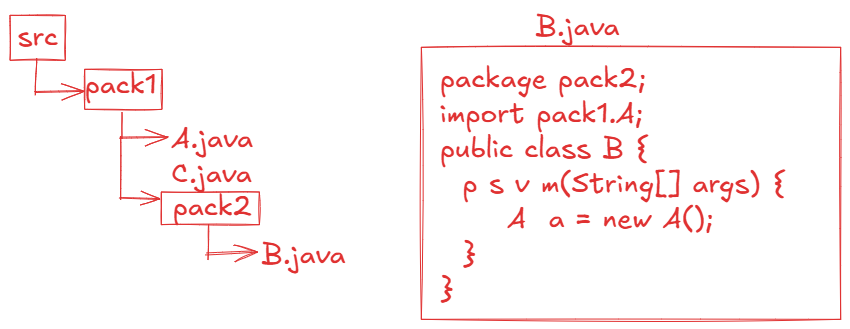 src
pack1
A.java
C.java
pack2
B.java
B.java
package pack2;
import pack1.A;
public class B {
p s v m(String[] args) {
A a = new A();
}
}